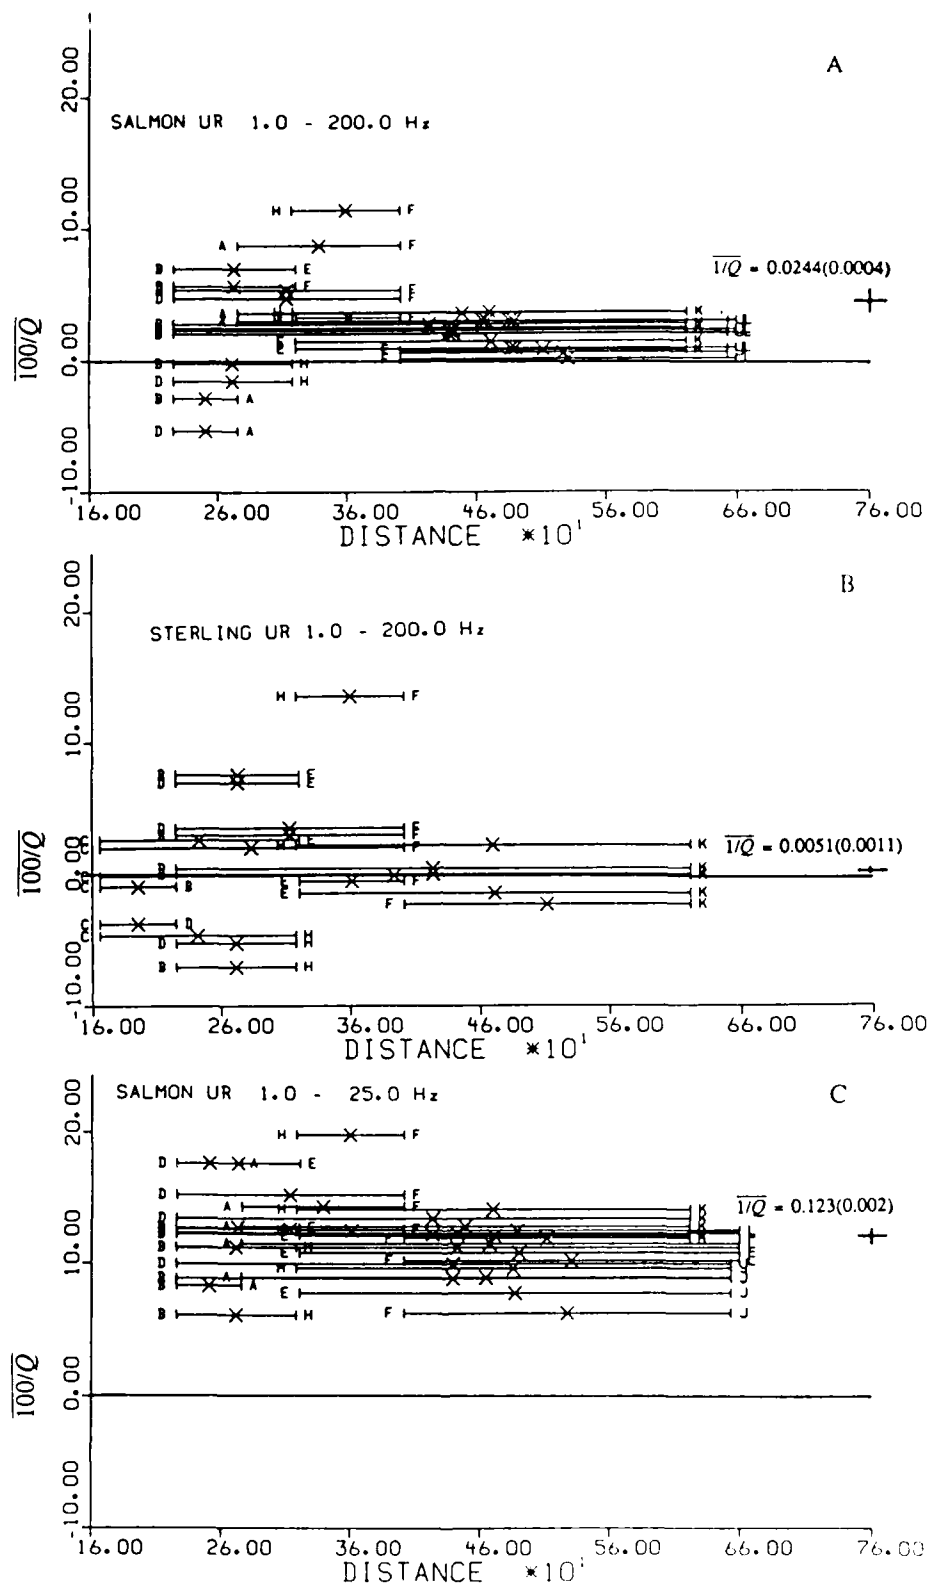 A
20.00
SALMON UR 1.0 - 200.0 Hz
H F
10.00
A F
B E
1/Q = 0.0244(0.0004)
100/Q
0.00
B H
D H
B A
D A
-10.00
16.00 26.00 36.00 46.00 56.00 66.00 76.00
DISTANCE *10¹
B
20.00
STERLING UR 1.0 - 200.0 Hz
H F
10.00
B E
D E
1/Q = 0.0051(0.0011)
100/Q
0.00
E K
F K
D H
B H
-10.00
16.00 26.00 36.00 46.00 56.00 66.00 76.00
DISTANCE *10¹
C
SALMON UR 1.0 - 25.0 Hz
20.00
H F
D A E
D F
1/Q = 0.123(0.002)
10.00
B A
E J
B H F J
100/Q
0.00
-10.00
16.00 26.00 36.00 46.00 56.00 66.00 76.00
DISTANCE *10¹